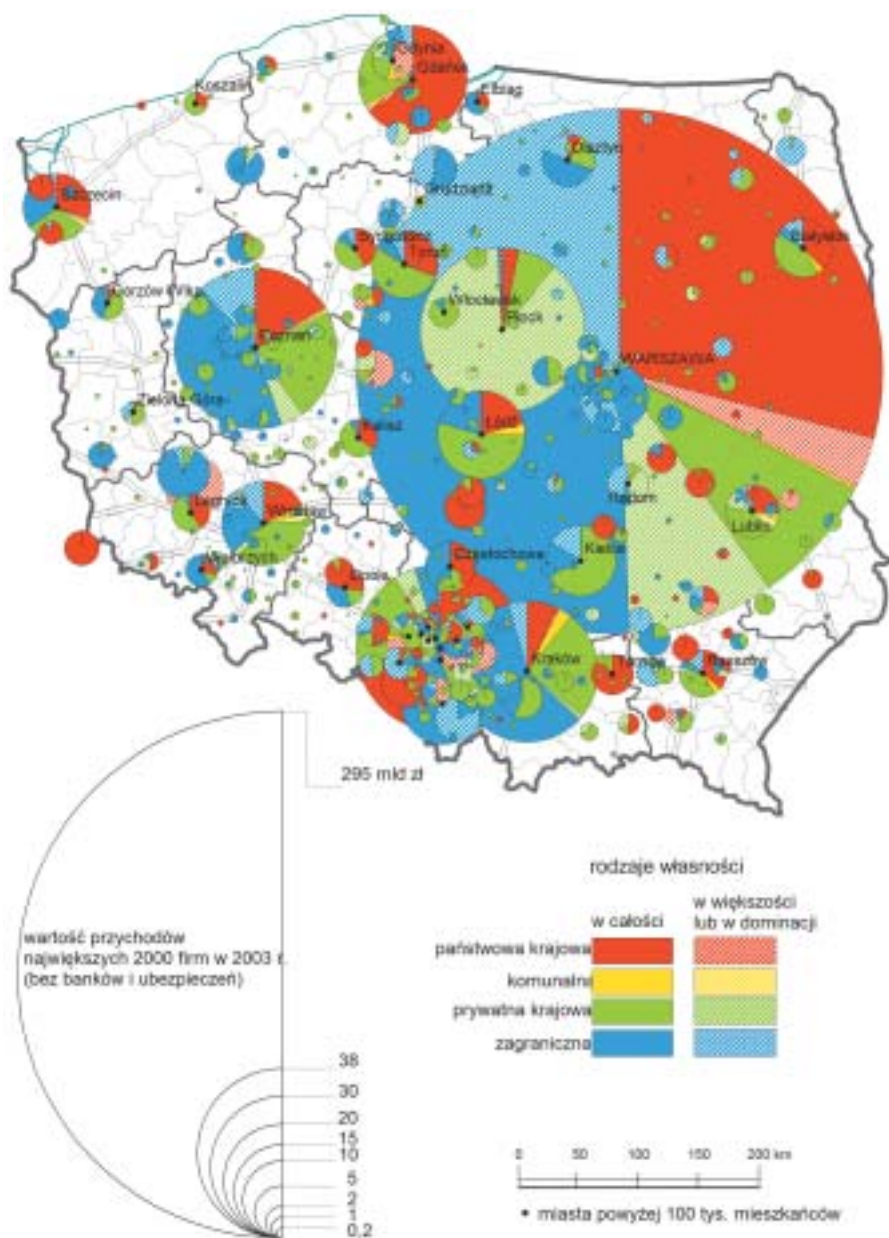 Gdynia
Gdańsk
Koszalin
Elbląg
Olsztyn
Szczecin
Grudziądz
Białystok
Bydgoszcz
Toruń
Gorzów Wlkp.
Włocławek
Płock
Poznań
WARSZAWA
Zielona Góra
Kalisz
Łódź
Radom
Legnica
Wrocław
Lublin
Wałbrzych
Częstochowa
Kielce
Opole
Kraków
Tarnów
Rzeszów
295 mld zł
rodzaje własności
w całości
w większości
lub w dominacji
państwowa krajowa
komunalna
prywatna krajowa
zagraniczna
wartość przychodów
największych 2000 firm w 2003 r.
(bez banków i ubezpieczeń)
38
30
20
15
10
5
2
1
0,2
0 50 100 150 200 km
miasta powyżej 100 tys. mieszkańców